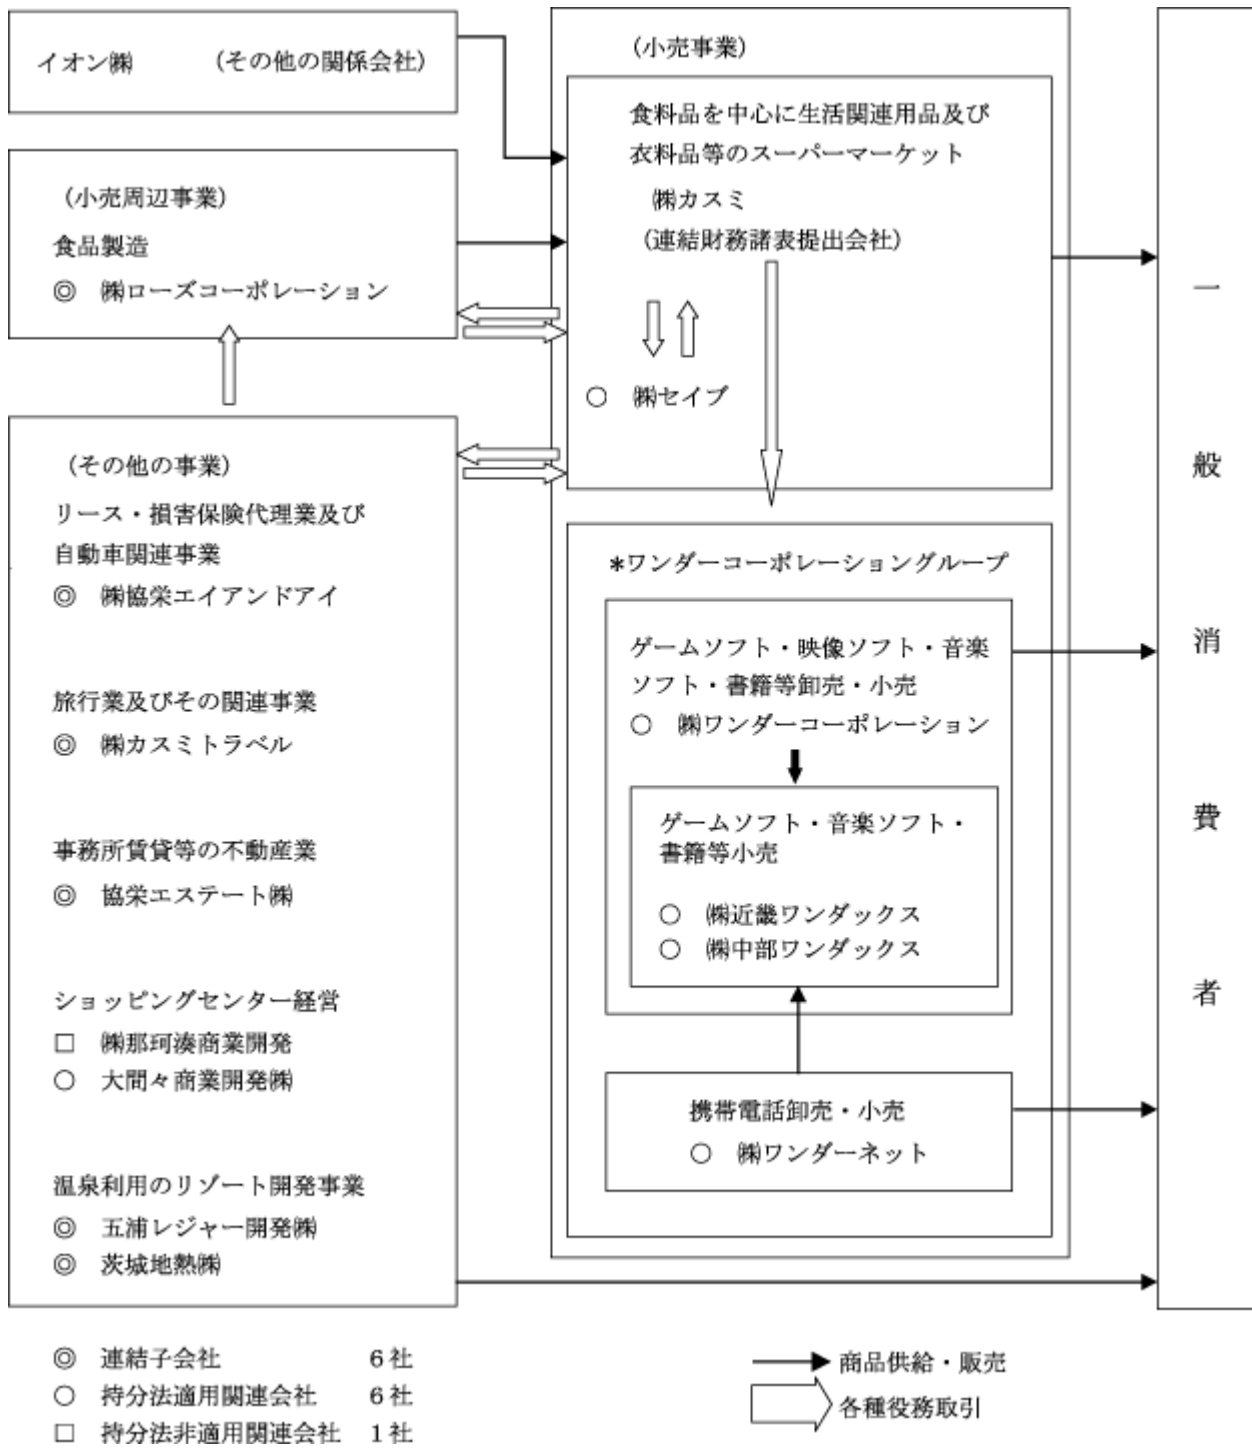 イオン㈱　（その他の関係会社）
（小売周辺事業）
食品製造
◎　㈱ローズコーポレーション
（その他の事業）
リース・損害保険代理業及び
自動車関連事業
◎　㈱協栄エイアンドアイ
旅行業及びその関連事業
◎　㈱カスミトラベル
事務所賃貸等の不動産業
◎　協栄エステート㈱
ショッピングセンター経営
□　㈱那珂湊商業開発
○　大間々商業開発㈱
温泉利用のリゾート開発事業
◎　五浦レジャー開発㈱
◎　茨城地熱㈱
（小売事業）
食料品を中心に生活関連用品及び
衣料品等のスーパーマーケット
㈱カスミ
（連結財務諸表提出会社）
○　㈱セイブ
*ワンダーコーポレーショングループ
ゲームソフト・映像ソフト・音楽
ソフト・書籍等卸売・小売
○　㈱ワンダーコーポレーション
ゲームソフト・音楽ソフト・
書籍等小売
○　㈱近畿ワンダックス
○　㈱中部ワンダックス
携帯電話卸売・小売
○　㈱ワンダーネット
一般消費者
◎　連結子会社　6社
○　持分法適用関連会社　6社
□　持分法非適用関連会社　1社
商品供給・販売
各種役務取引